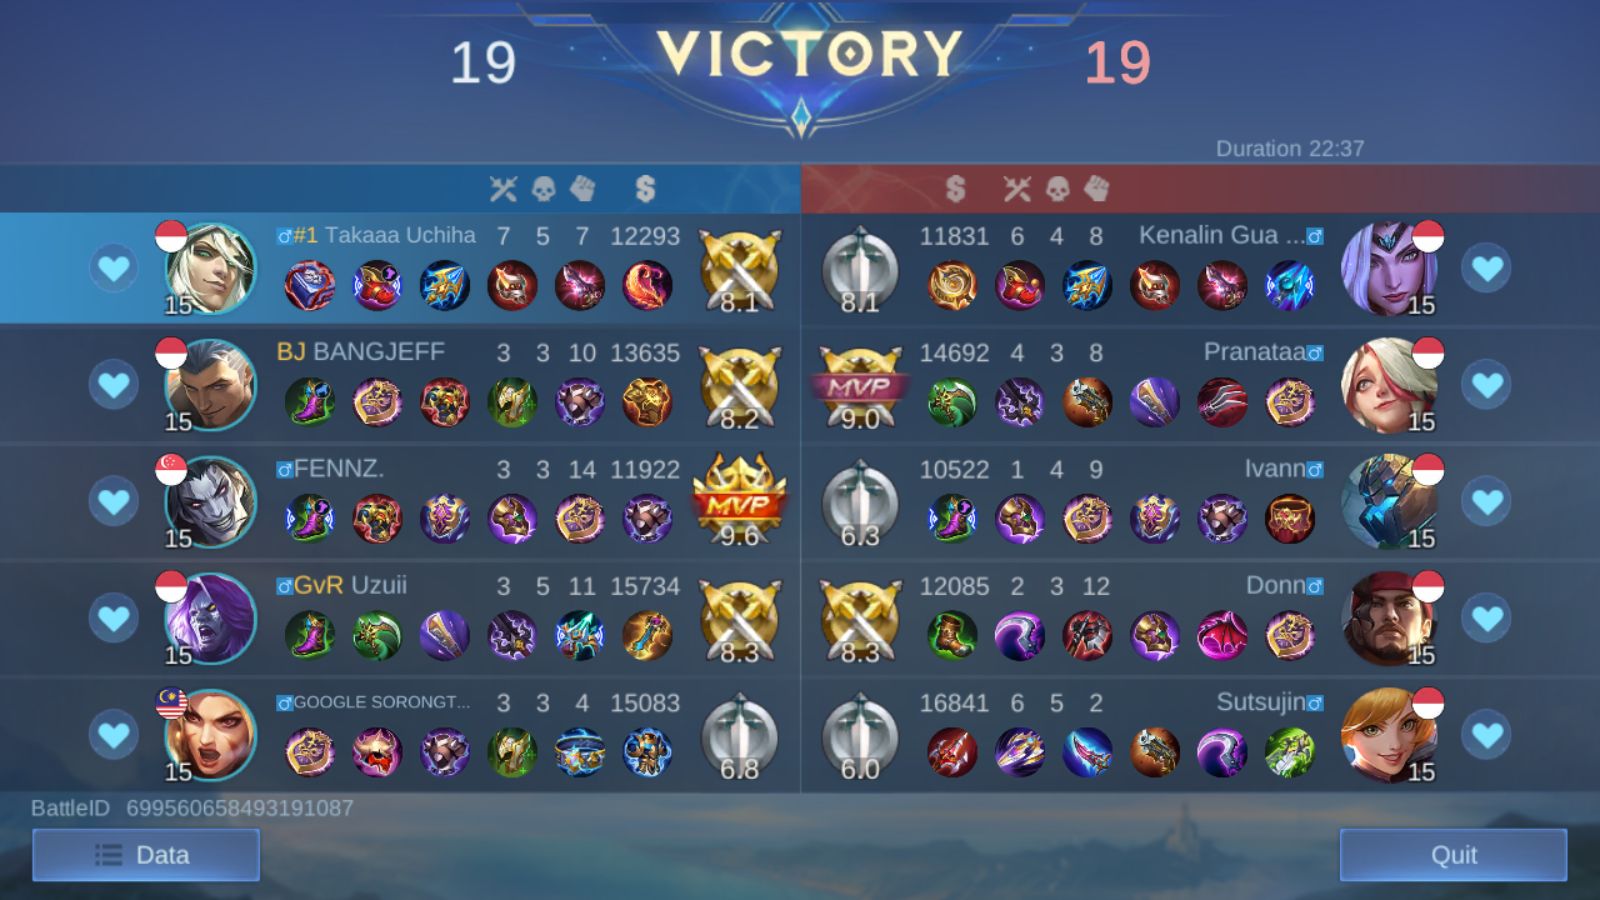 19 VICTORY 19
Duration 22:37
#1 Takaaa Uchiha 7 5 7 12293
15 8.1
8.1 11831 6 4 8 Kenalin Gua ...
15
BJ BANGJEFF 3 3 10 13635
15 8.2
MVP 9.0 14692 4 3 8 Pranataa
15
FENNZ. 3 3 14 11922
15 MVP 9.6
6.3 10522 1 4 9 Ivann
15
GvR Uzuii 3 5 11 15734
15 8.3
8.3 12085 2 3 12 Donn
15
GOOGLE SORONGT... 3 3 4 15083
15 6.8
6.0 16841 6 5 2 Sutsujin
15
BattleID 699560658493191087
Data
Quit